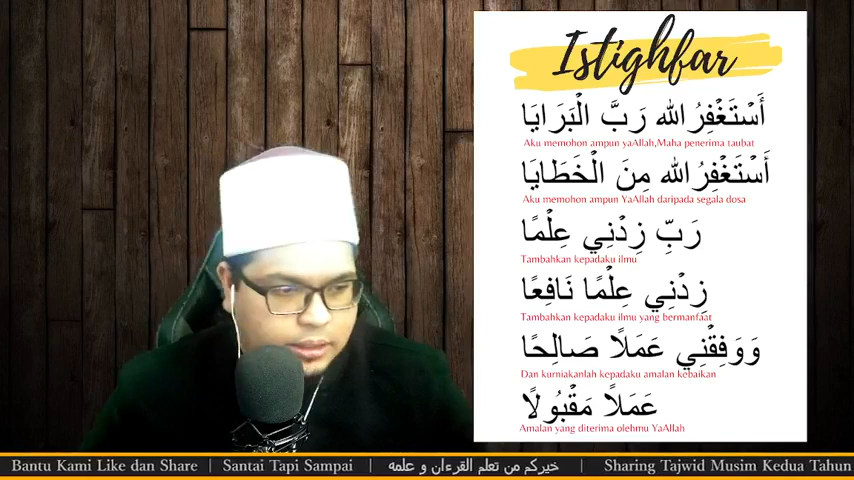 Istighfar
أَسْتَغْفِرُالله رَبَّ الْبَرَايَا
Aku memohon ampun yaAllah,Maha penerima taubat
أَسْتَغْفِرُالله مِنَ الْخَطَايَا
Aku memohon ampun YaAllah daripada segala dosa
رَبِّ زِدْنِي عِلْمًا
Tambahkan kepadaku ilmu
زِدْنِي عِلْمًا نَافِعًا
Tambahkan kepadaku ilmu yang bermanfaat
وَوَفِقْنِي عَمَلًا صَالِحًا
Dan kurniakanlah kepadaku amalan kebaikan
عَمَلاً مَقْبُولًا
Amalan yang diterima olehmu YaAllah
Bantu Kami Like dan Share | Santai Tapi Sampai | خيركم من تعلم القرءان و علمه | Sharing Tajwid Musim Kedua Tahun